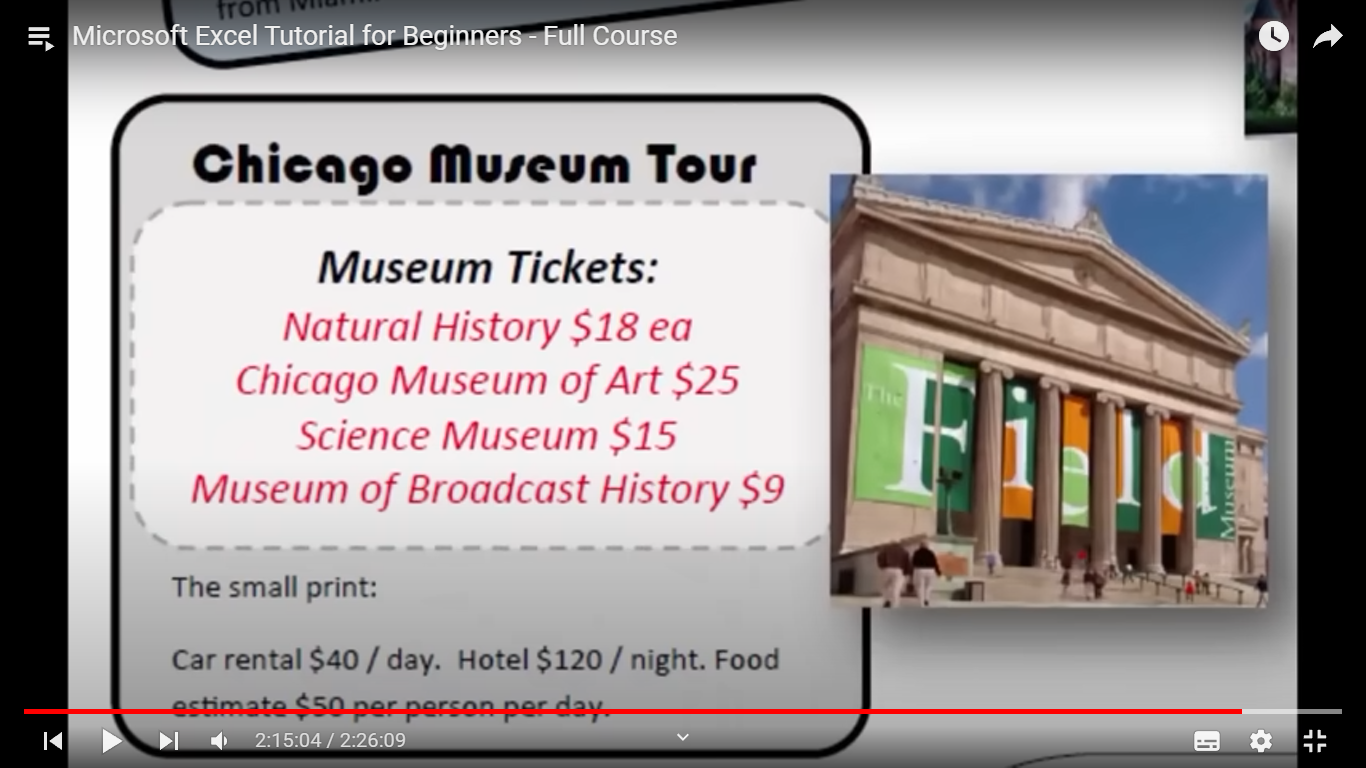 from Miami
Microsoft Excel Tutorial for Beginners - Full Course
Chicago Museum Tour
Museum Tickets:
Natural History $18 ea
Chicago Museum of Art $25
Science Museum $15
Museum of Broadcast History $9
The Field Museum
The small print:
Car rental $40 / day. Hotel $120 / night. Food
estimate $50 per person per day.
2:15:04 / 2:26:09